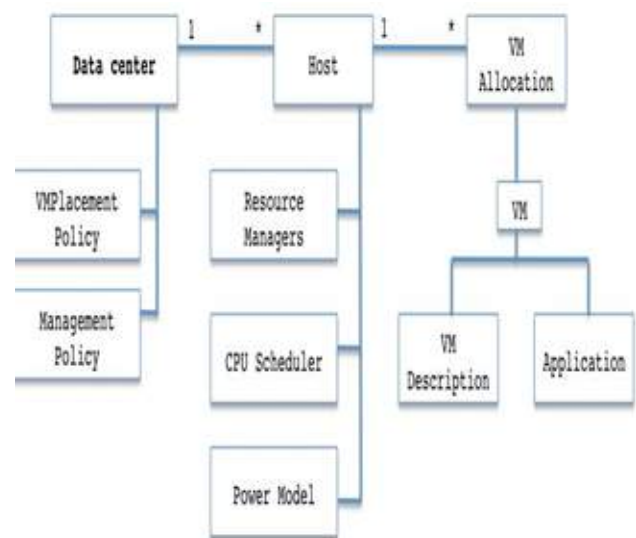 1 * 1 *
Data center
Host
VM
Allocation
VMPlacement
Policy
Resource
Managers
VM
Management
Policy
CPU Scheduler
VM
Description
Application
Power Model